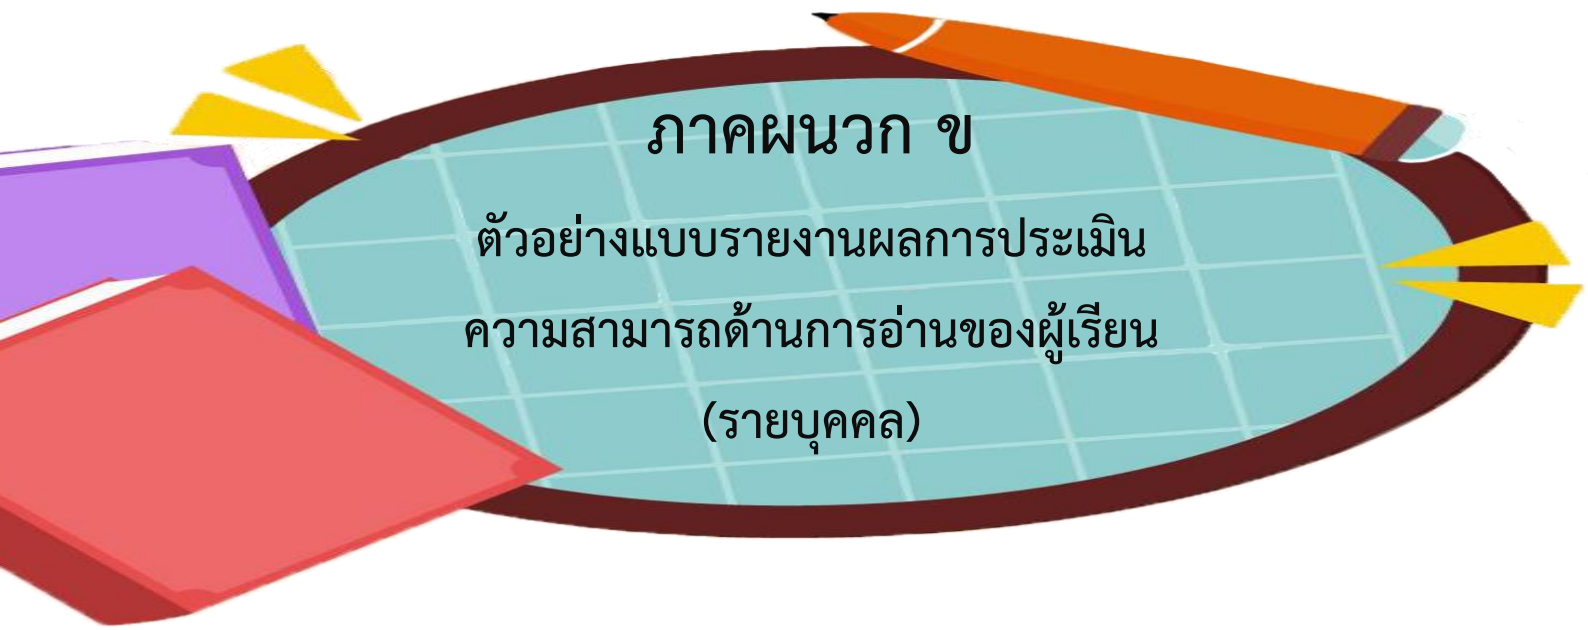 ภาคผนวก ข
ตัวอย่างแบบรายงานผลการประเมิน
ความสามารถด้านการอ่านของผู้เรียน
(รายบุคคล)